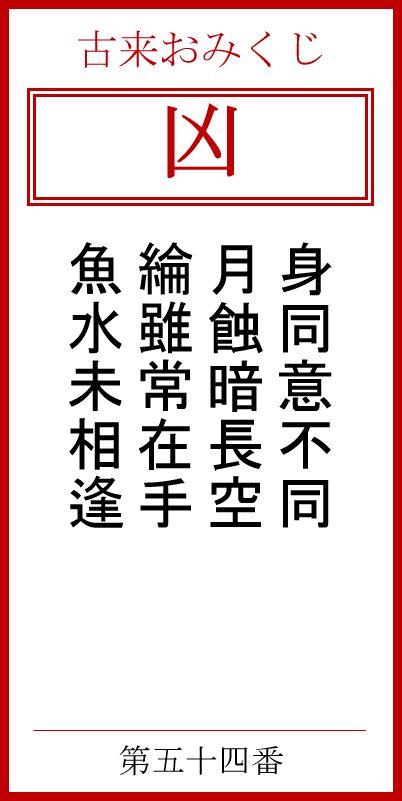 古来おみくじ
凶
身同意不同
月蝕暗長空
綸雖常在手
魚水未相逢
第五十四番